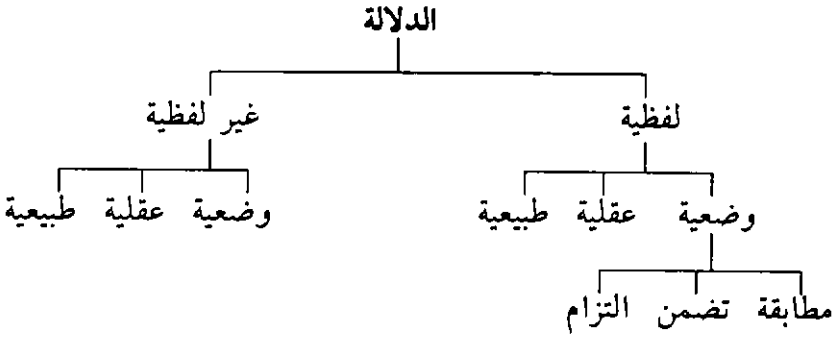 الدلالة
لفظية غير لفظية
وضعية عقلية طبيعية وضعية عقلية طبيعية
مطابقة تضمن التزام